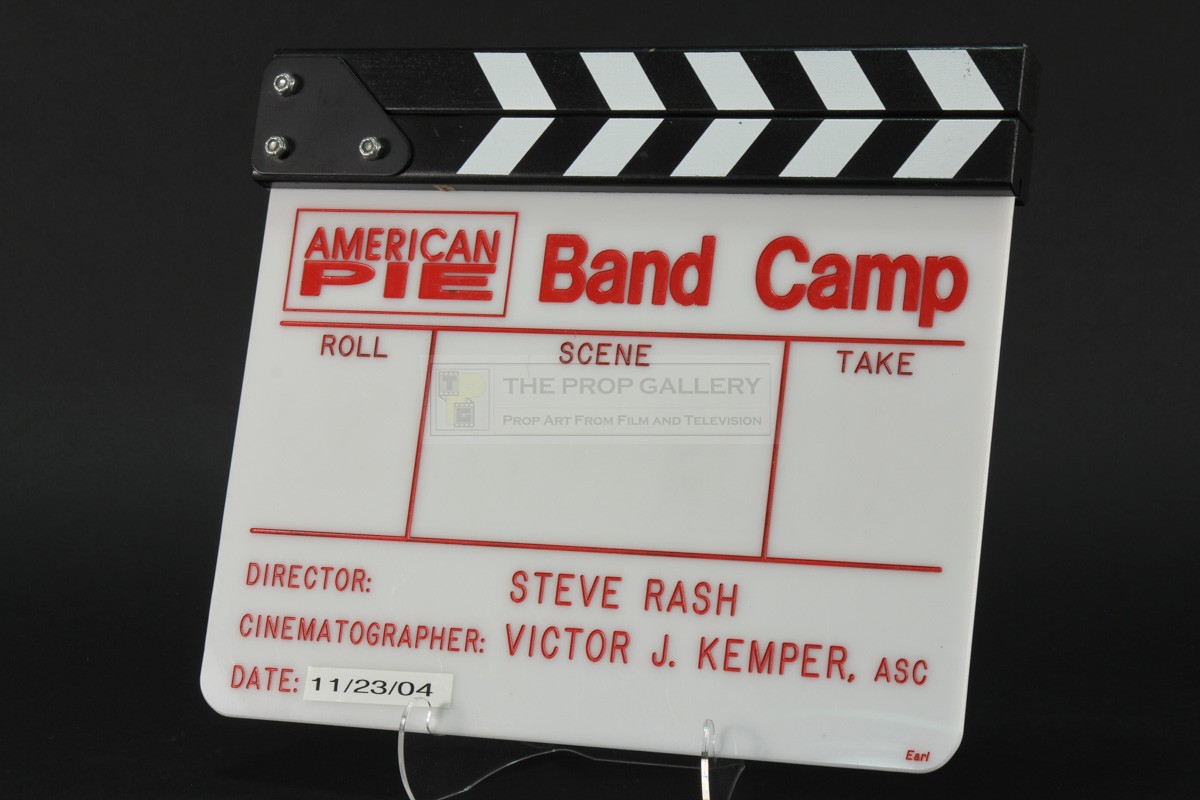 AMERICAN
PIE
Band Camp
ROLL
SCENE
TAKE
THE PROP GALLERY
PROP ART FROM FILM AND TELEVISION
DIRECTOR: STEVE RASH
CINEMATOGRAPHER: VICTOR J. KEMPER, ASC
DATE: 11/23/04
Earl